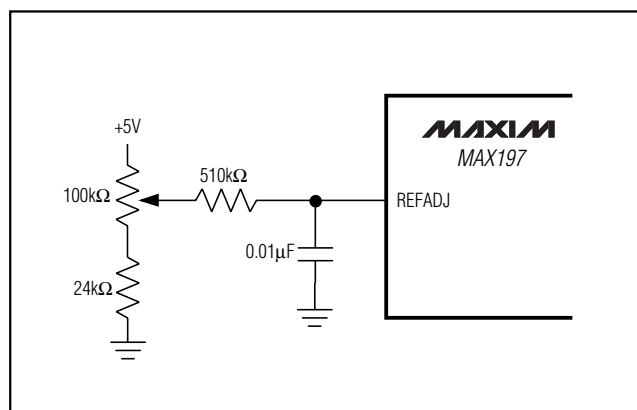 +5V
MAXIM
MAX197
510kΩ
100kΩ
REFADJ
0.01μF
24kΩ